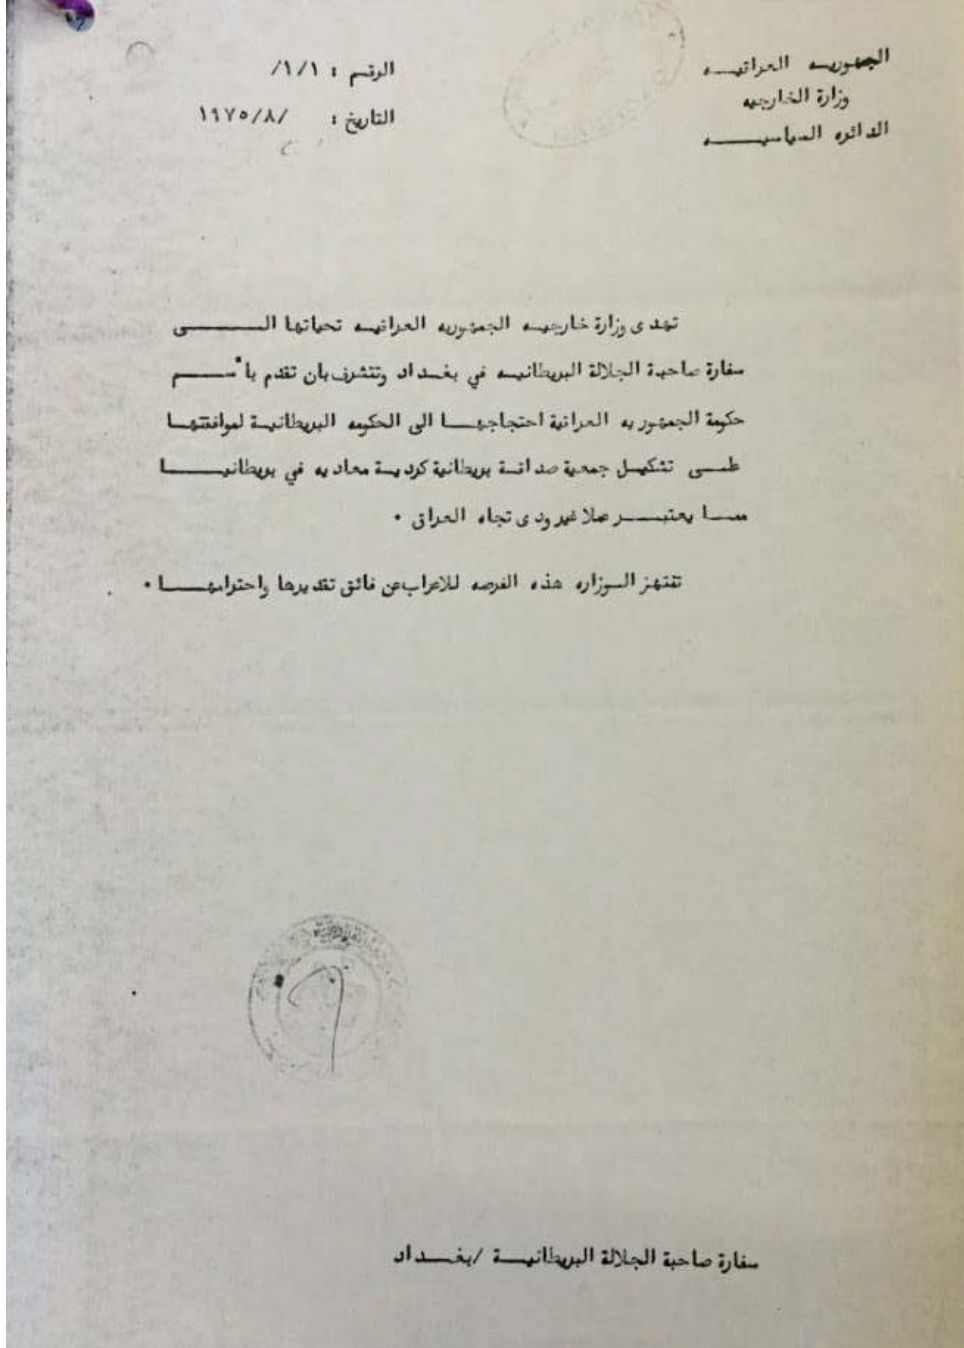 الجمهوريه العراقيه
وزارة الخارجيه
الدائره السياسيه
الرقم : ١/١/
التاريخ : /١٩٧٥/٨
تهدى وزارة خارجيه الجمهوريه العراقيه تحياتها الى
سفارة صاحبة الجلالة البريطانيه في بغداد وتتشرف بان تقدم بأسم
حكومة الجمهوريه العراقية احتجاجها الى الحكومه البريطانية لموافقتها
على تشكيل جمعية صداقة بريطانية كردية معاديه في بريطانيا
مما يعتبر عملا غير ودى تجاه العراق .
تنتهز الوزاره هذه الفرصه للاعراب عن فائق تقديرها واحترامها .
سفارة صاحبة الجلالة البريطانية / بغداد